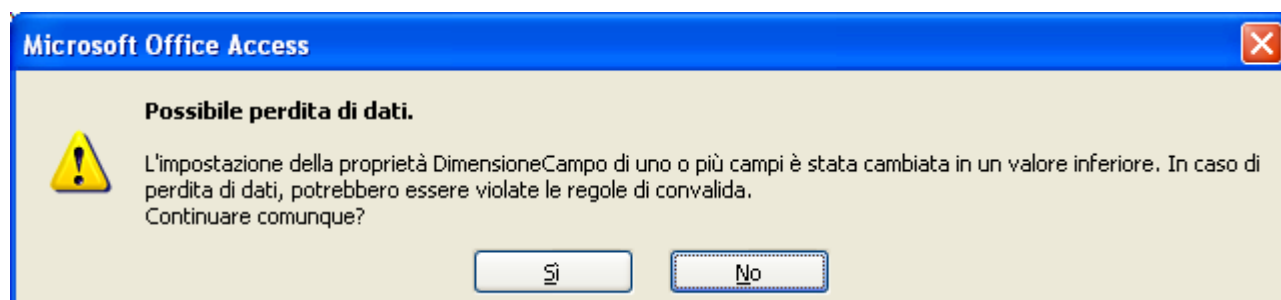 Microsoft Office Access
Possibile perdita di dati.
L'impostazione della proprietà DimensioneCampo di uno o più campi è stata cambiata in un valore inferiore. In caso di
perdita di dati, potrebbero essere violate le regole di convalida.
Continuare comunque?
Sì
No